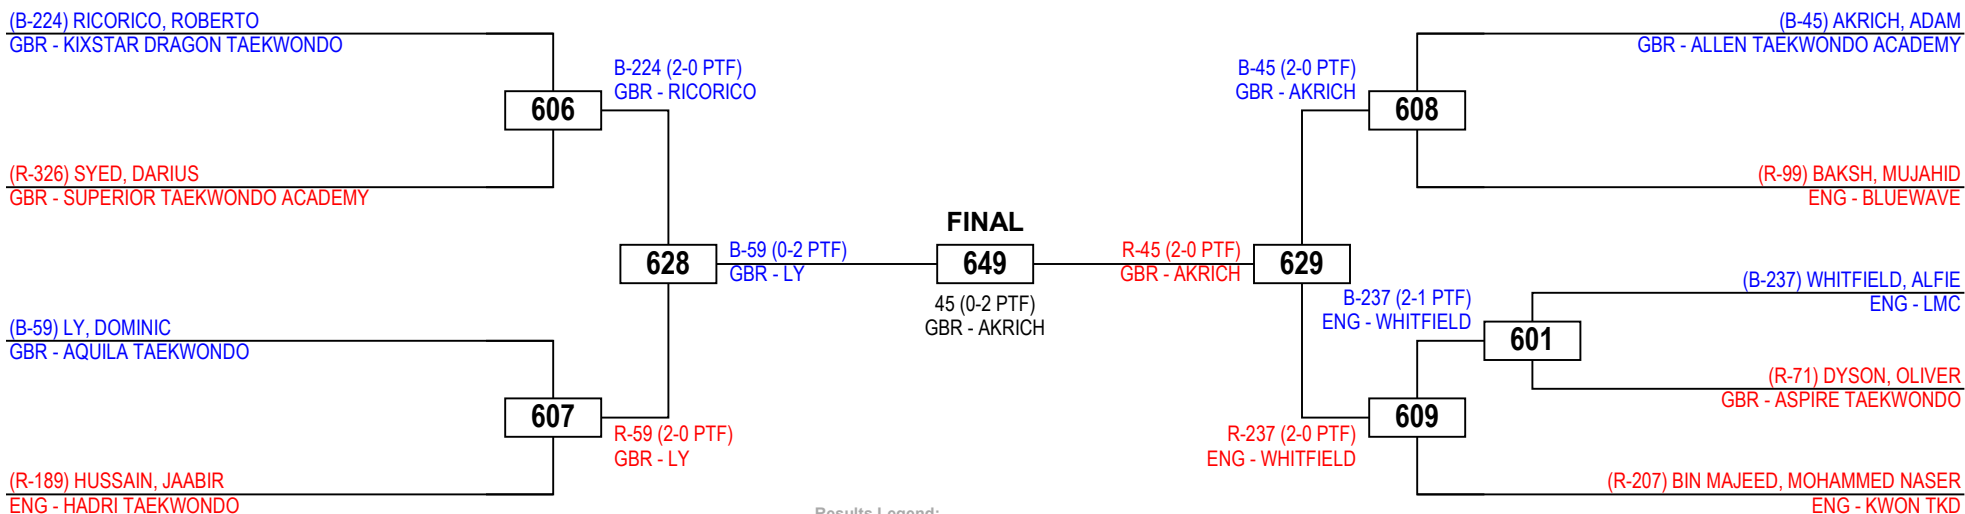 (B-224) RICORICO, ROBERTO
GBR - KIXSTAR DRAGON TAEKWONDO
606
B-224 (2-0 PTF)
GBR - RICORICO
(R-326) SYED, DARIUS
GBR - SUPERIOR TAEKWONDO ACADEMY
628
B-59 (0-2 PTF)
GBR - LY
(B-59) LY, DOMINIC
GBR - AQUILA TAEKWONDO
607
R-59 (2-0 PTF)
GBR - LY
(R-189) HUSSAIN, JAABIR
ENG - HADRI TAEKWONDO
FINAL
649
45 (0-2 PTF)
GBR - AKRICH
(B-45) AKRICH, ADAM
GBR - ALLEN TAEKWONDO ACADEMY
B-45 (2-0 PTF)
GBR - AKRICH
608
(R-99) BAKSH, MUJAHID
ENG - BLUEWAVE
R-45 (2-0 PTF)
GBR - AKRICH
629
(B-237) WHITFIELD, ALFIE
ENG - LMC
B-237 (2-1 PTF)
ENG - WHITFIELD
601
(R-71) DYSON, OLIVER
GBR - ASPIRE TAEKWONDO
R-237 (2-0 PTF)
ENG - WHITFIELD
609
(R-207) BIN MAJEED, MOHAMMED NASER
ENG - KWON TKD
Results Legend: